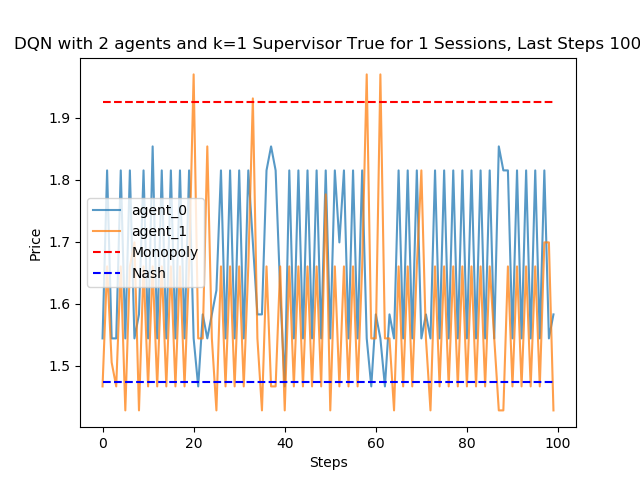 DQN with 2 agents and k=1 Supervisor True for 1 Sessions, Last Steps 100
1.9
1.8
1.7
1.6
1.5
Price
agent_0
agent_1
Monopoly
Nash
0
20
40
60
80
100
Steps